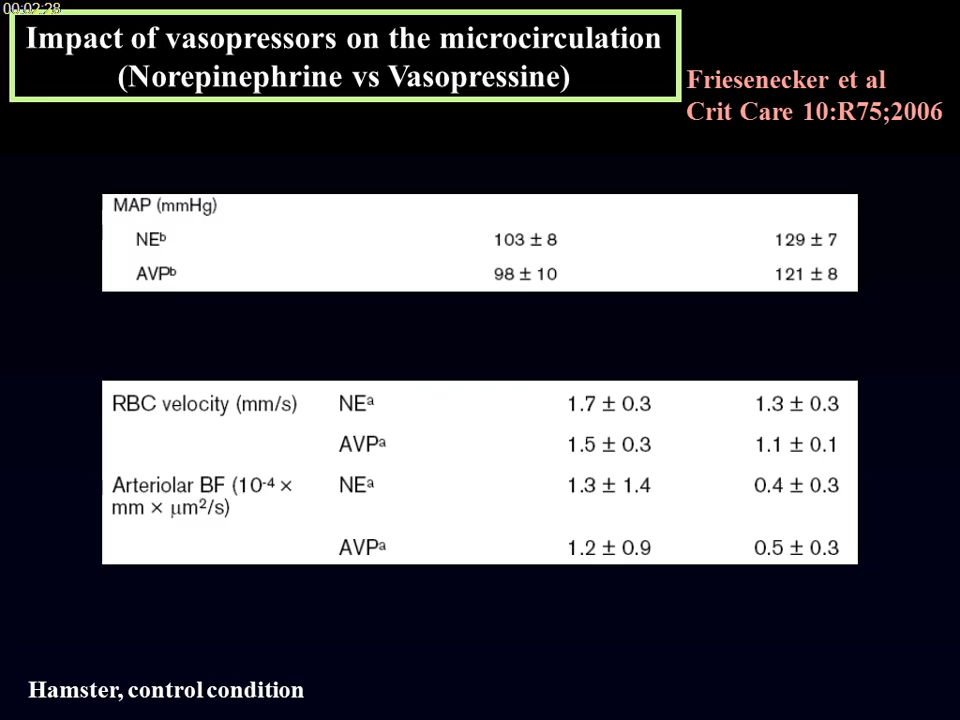 00:02:28
Impact of vasopressors on the microcirculation
(Norepinephrine vs Vasopressine)
Friesenecker et al
Crit Care 10:R75;2006
MAP (mmHg)
NEᵇ 103 ± 8 129 ± 7
AVPᵇ 98 ± 10 121 ± 8
RBC velocity (mm/s) NEᵃ 1.7 ± 0.3 1.3 ± 0.3
AVPᵃ 1.5 ± 0.3 1.1 ± 0.1
Arteriolar BF (10⁻⁴ × NEᵃ 1.3 ± 1.4 0.4 ± 0.3
mm × μm²/s)
AVPᵃ 1.2 ± 0.9 0.5 ± 0.3
Hamster, control condition